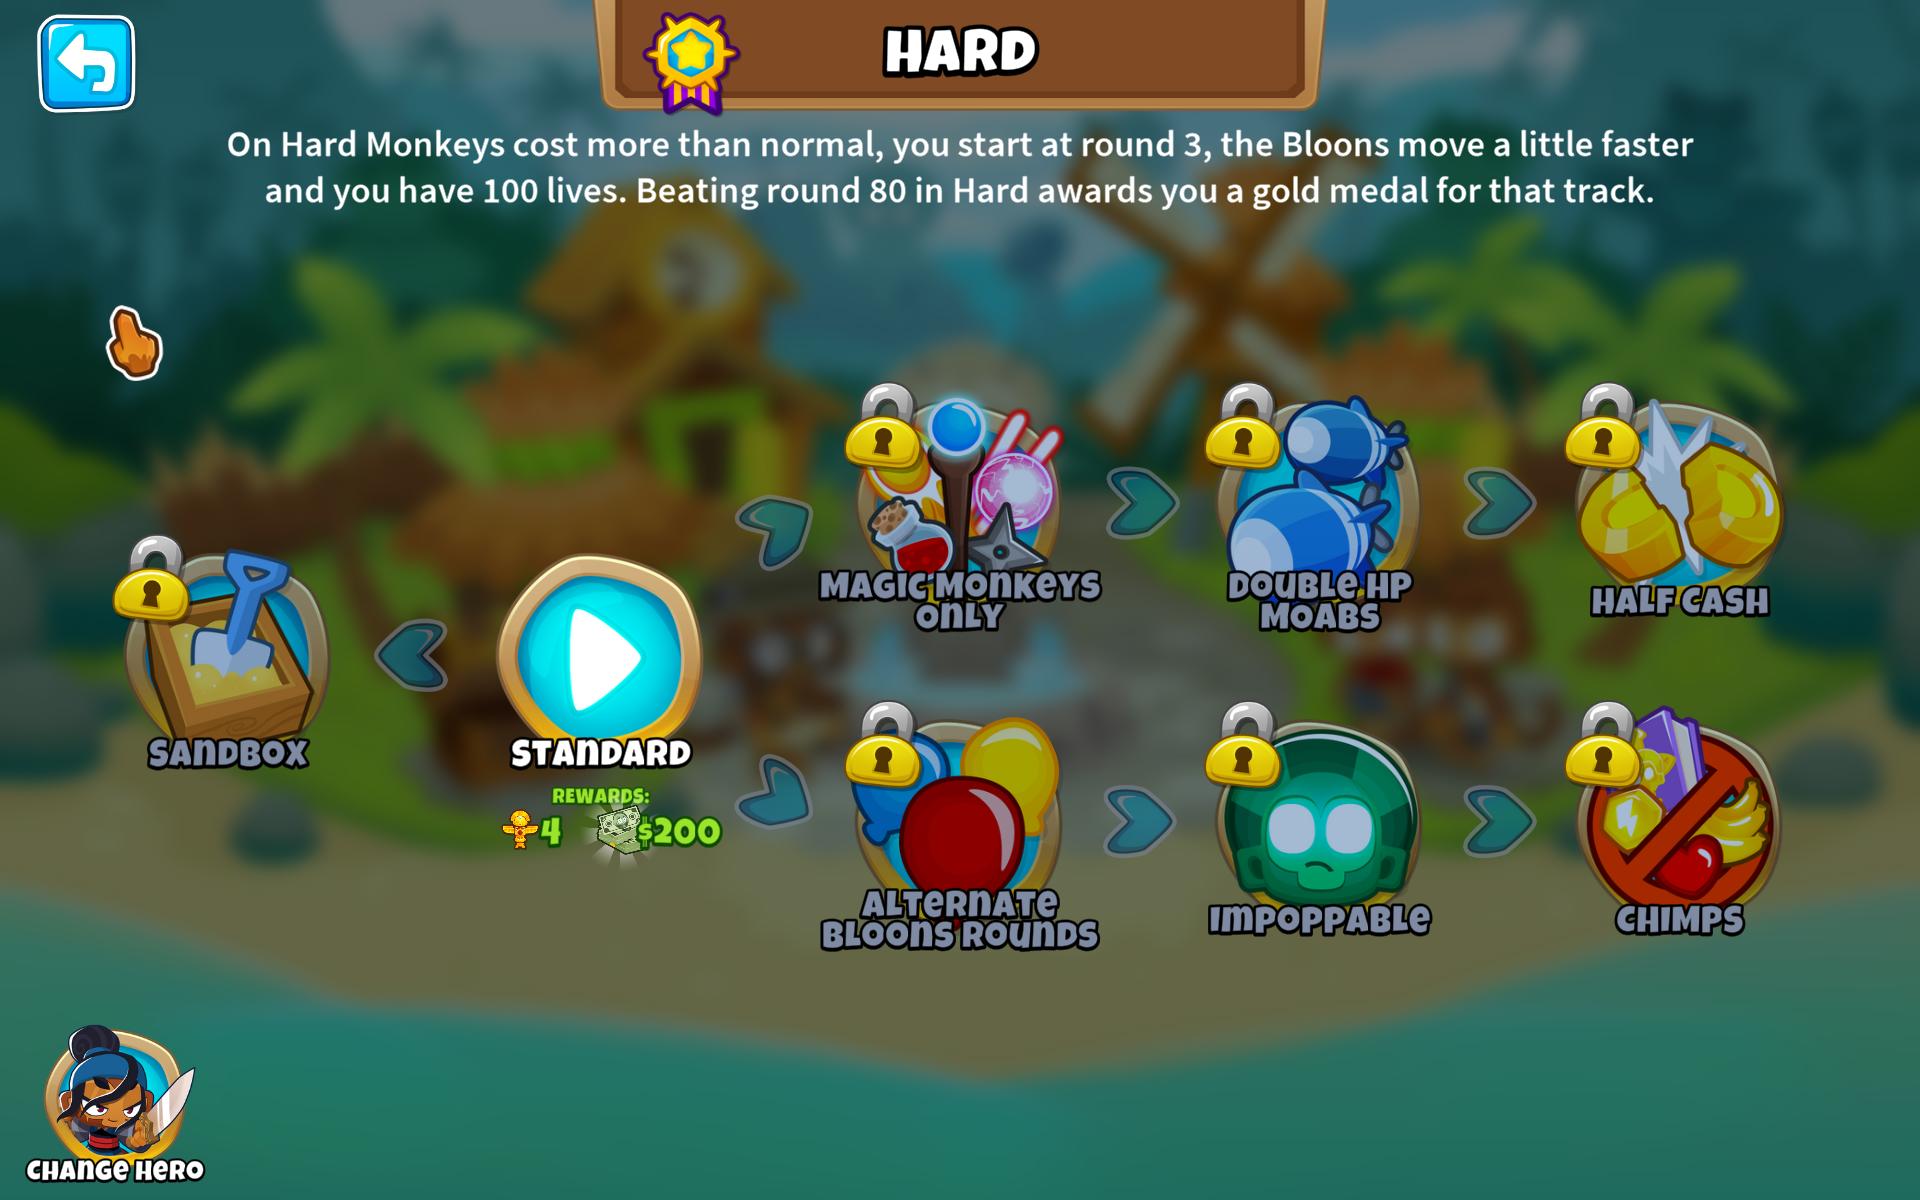 HARD
On Hard Monkeys cost more than normal, you start at round 3, the Bloons move a little faster
and you have 100 lives. Beating round 80 in Hard awards you a gold medal for that track.
MAGIC MONKEYS
ONLY
DOUBLE HP
MOABS
HALF CASH
SANDBOX
STANDARD
REWARDS:
4 $200
ALTERNATE
BLOONS ROUNDS
IMPOPPABLE
CHIMPS
CHANGE HERO